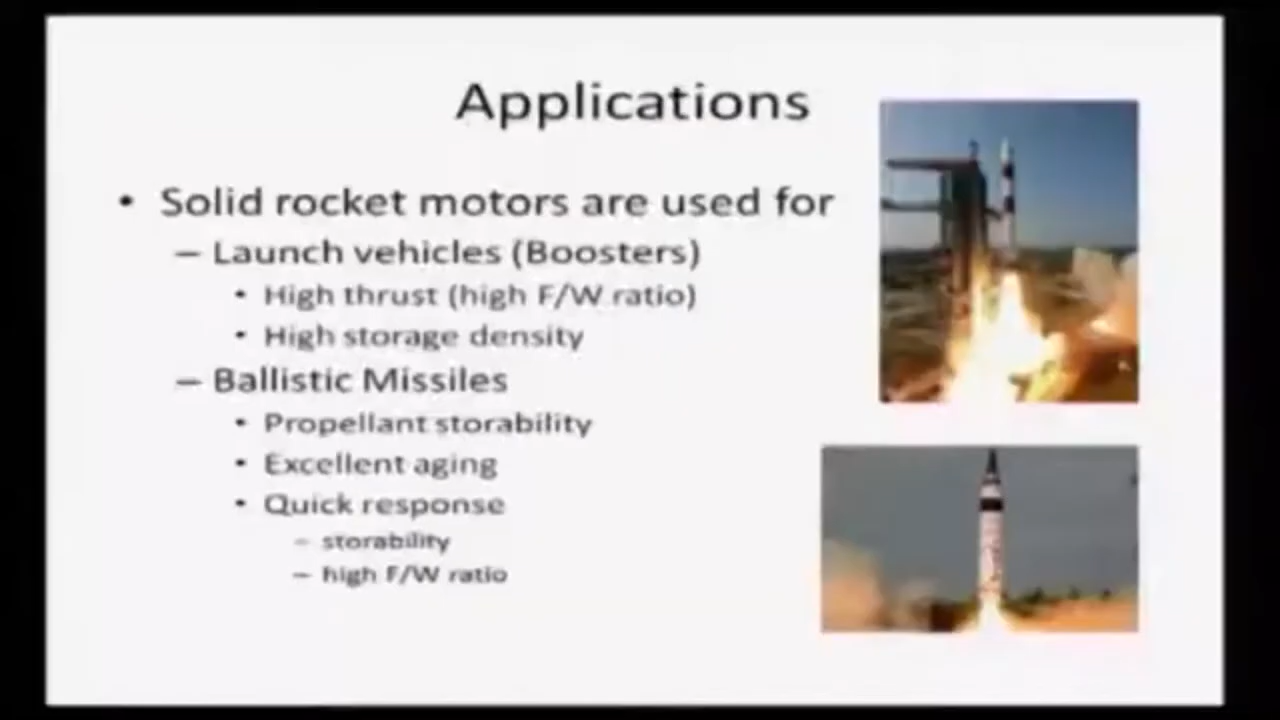 Applications
• Solid rocket motors are used for
– Launch vehicles (Boosters)
• High thrust (high F/W ratio)
• High storage density
– Ballistic Missiles
• Propellant storability
• Excellent aging
• Quick response
– storability
– high F/W ratio